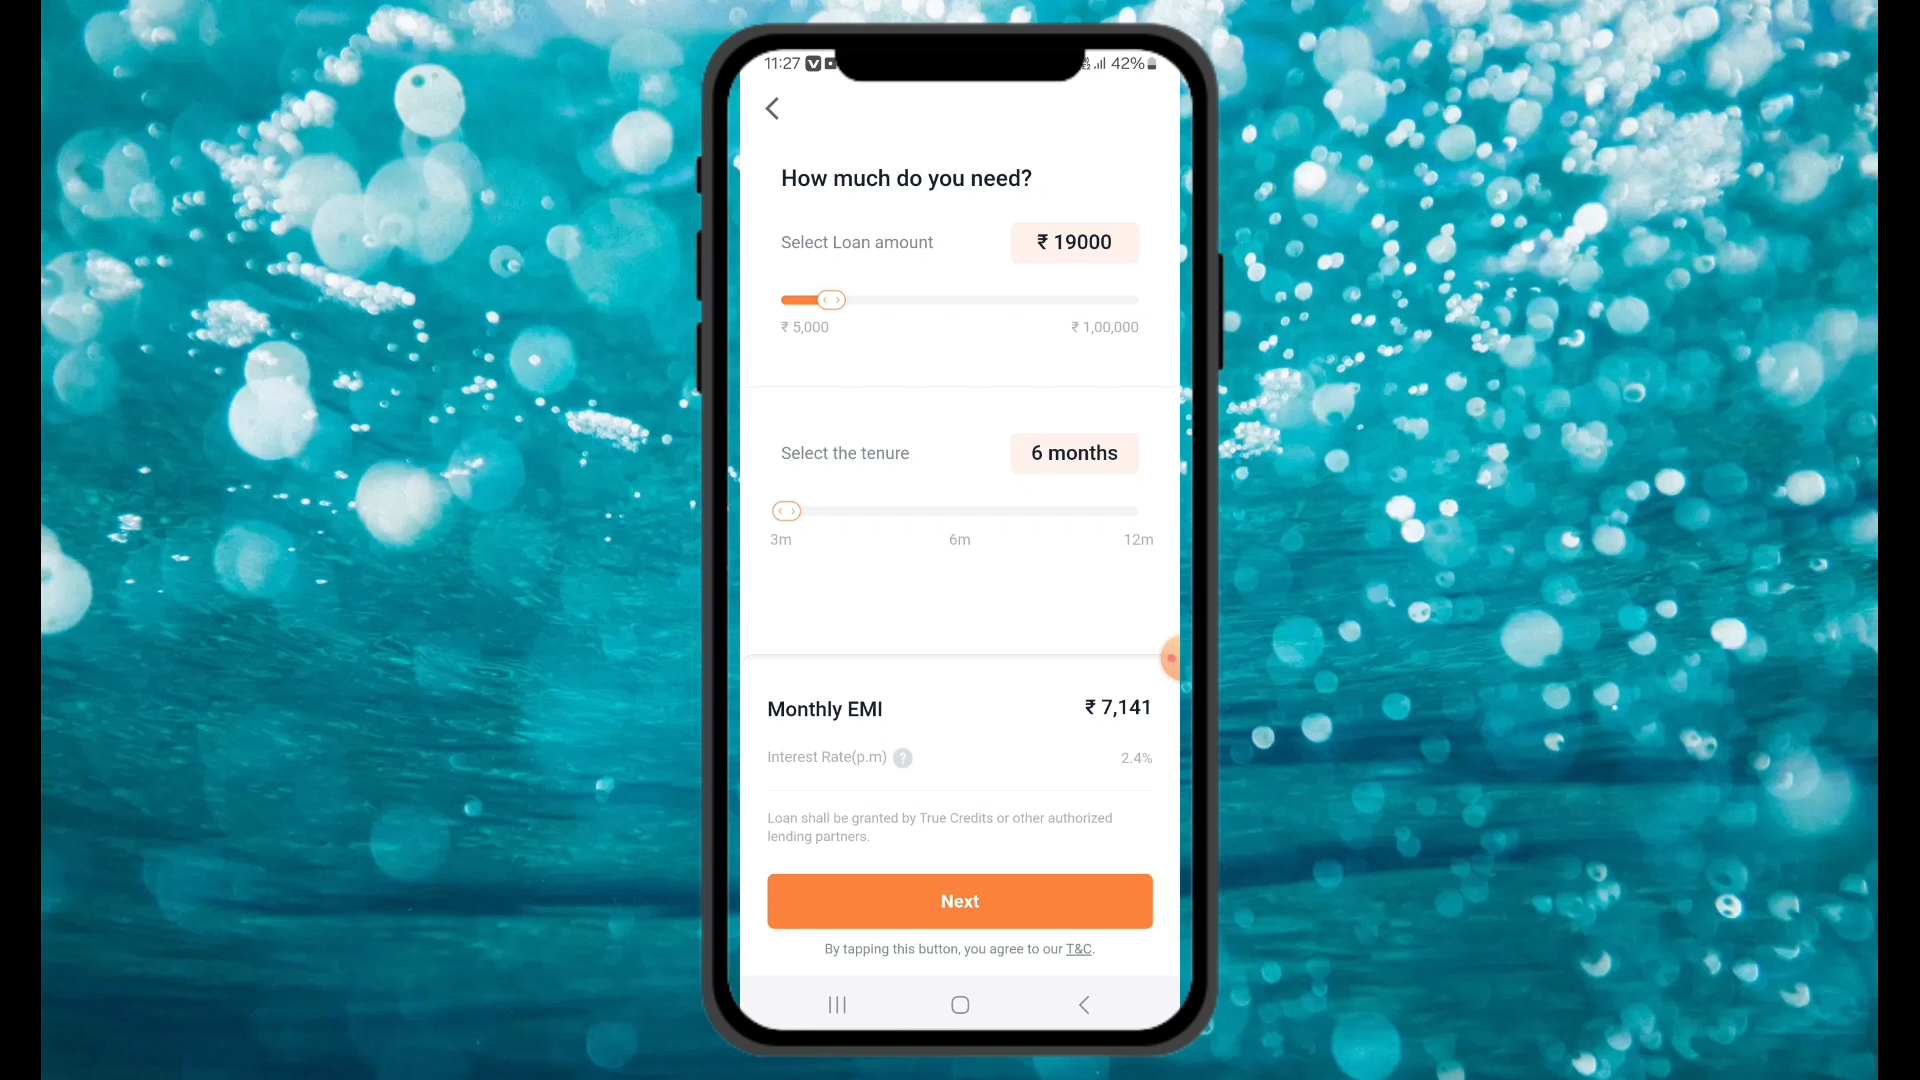 11:27
42%
How much do you need?
Select Loan amount
₹ 19000
₹ 5,000
₹ 1,00,000
Select the tenure
6 months
3m
6m
12m
Monthly EMI
₹ 7,141
Interest Rate(p.m) ?
2.4%
Loan shall be granted by True Credits or other authorized
lending partners.
Next
By tapping this button, you agree to our T&C.